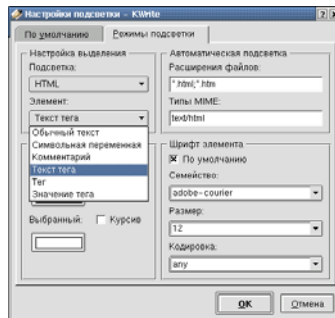 Настройки подсветки - KWrite
По умолчанию
Режимы подсветки
Настройка выделения
Подсветка:
HTML
Элемент:
Текст тега
Обычный текст
Символьная переменная
Комментарий
Текст тега
Тег
Значение тега
Выбранный:
Курсив
Автоматическая подсветка
Расширения файлов:
*.html;*.htm
Типы MIME:
text/html
Шрифт элемента
По умолчанию
Семейство:
adobe-courier
Размер:
12
Кодировка:
any
OK
Отмена